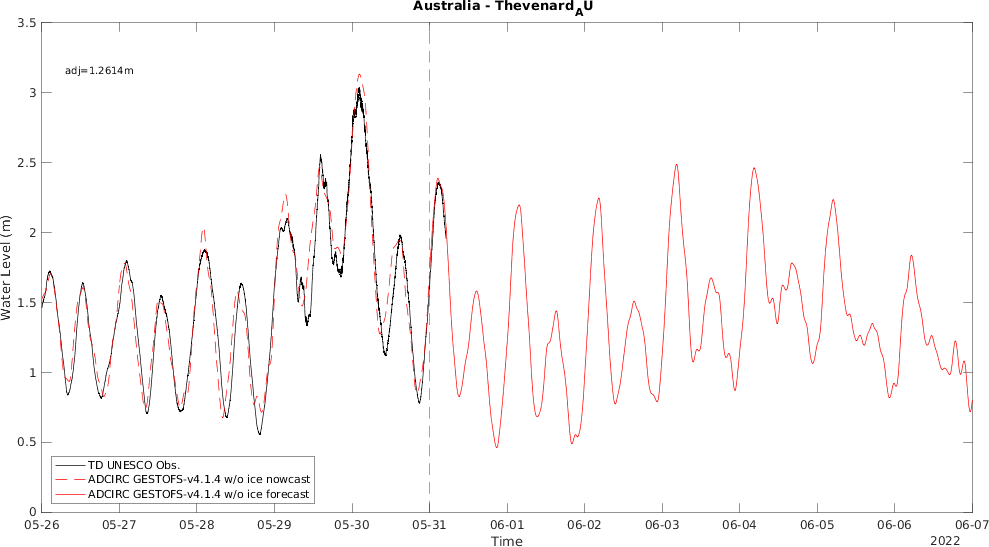 Australia - Thevenard_AU
3.5
3
2.5
2
1.5
1
0.5
0
Water Level (m)
adj=1.2614m
TD UNESCO Obs.
ADCIRC GESTOFS-v4.1.4 w/o ice nowcast
ADCIRC GESTOFS-v4.1.4 w/o ice forecast
05-26 05-27 05-28 05-29 05-30 05-31 06-01 06-02 06-03 06-04 06-05 06-06 06-07
Time
2022